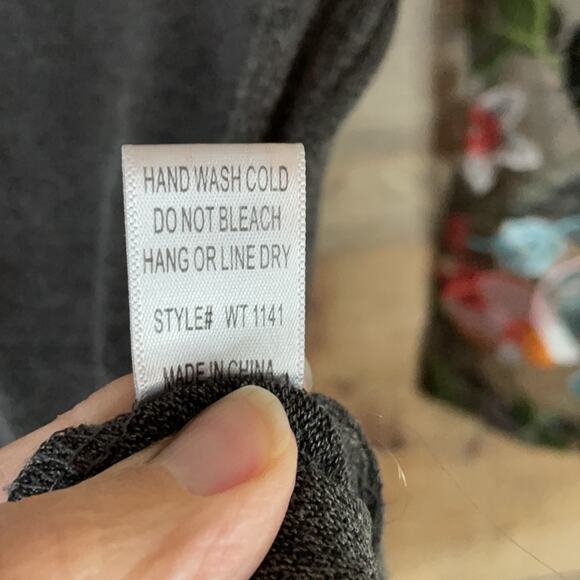 HAND WASH COLD
DO NOT BLEACH
HANG OR LINE DRY
STYLE# WT 1141
MADE IN CHINA